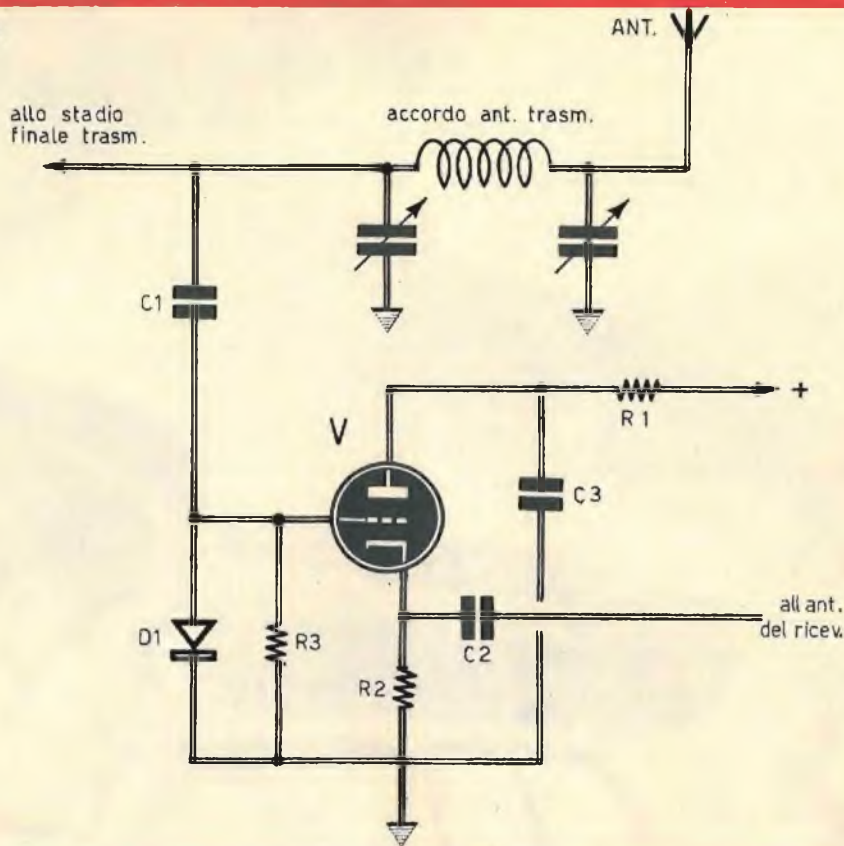 ANT.
allo stadio
finale trasm.
accordo ant. trasm.
C1
V
R1
+
C3
D1
R3
R2
C2
all ant.
del ricev.